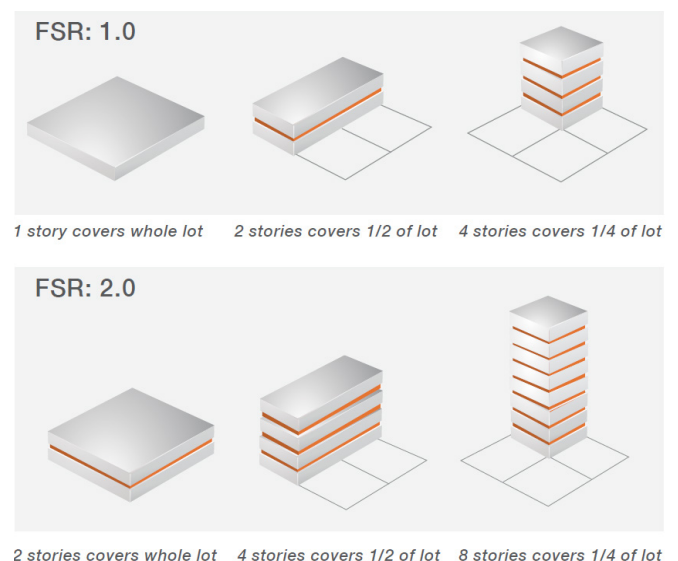 FSR: 1.0
1 story covers whole lot
2 stories covers 1/2 of lot
4 stories covers 1/4 of lot
FSR: 2.0
2 stories covers whole lot
4 stories covers 1/2 of lot
8 stories covers 1/4 of lot